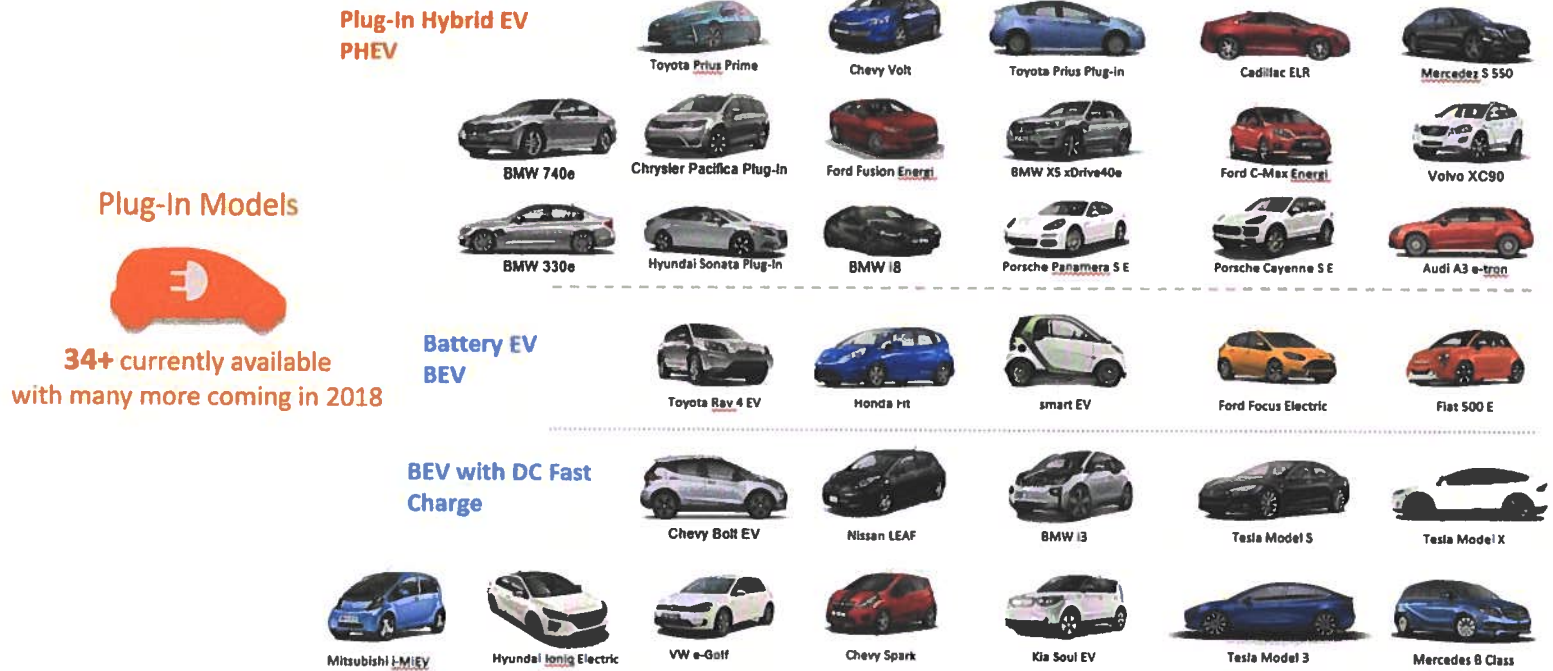 Plug-In Hybrid EV
PHEV
Toyota Prius Prime
Chevy Volt
Toyota Prius Plug-in
Cadillac ELR
Mercedez S 550
BMW 740e
Chrysler Pacifica Plug-In
Ford Fusion Energi
BMW X5 xDrive40e
Ford C-Max Energi
Volvo XC90
BMW 330e
Hyundai Sonata Plug-In
BMW i8
Porsche Panamera S E
Porsche Cayenne S E
Audi A3 e-tron
Plug-In Models
34+ currently available
with many more coming in 2018
Battery EV
BEV
Toyota Rav 4 EV
Honda Fit
smart EV
Ford Focus Electric
Fiat 500 E
BEV with DC Fast
Charge
Chevy Bolt EV
Nissan LEAF
BMW i3
Tesla Model S
Tesla Model X
Mitsubishi i-MiEV
Hyundai Ioniq Electric
VW e-Golf
Chevy Spark
Kia Soul EV
Tesla Model 3
Mercedes B Class